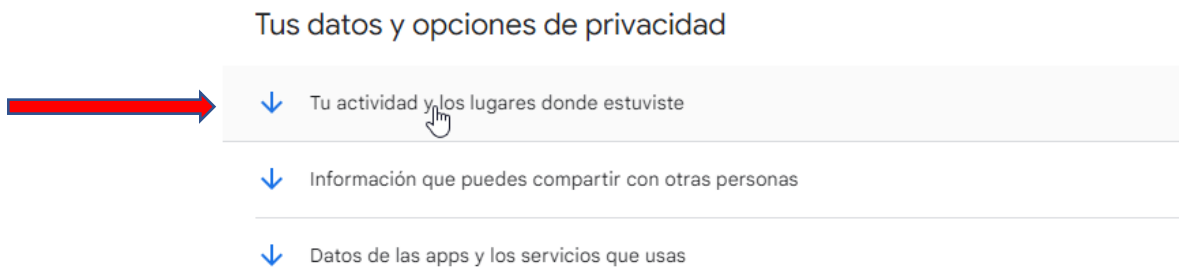 Tus datos y opciones de privacidad
Tu actividad y los lugares donde estuviste
Información que puedes compartir con otras personas
Datos de las apps y los servicios que usas